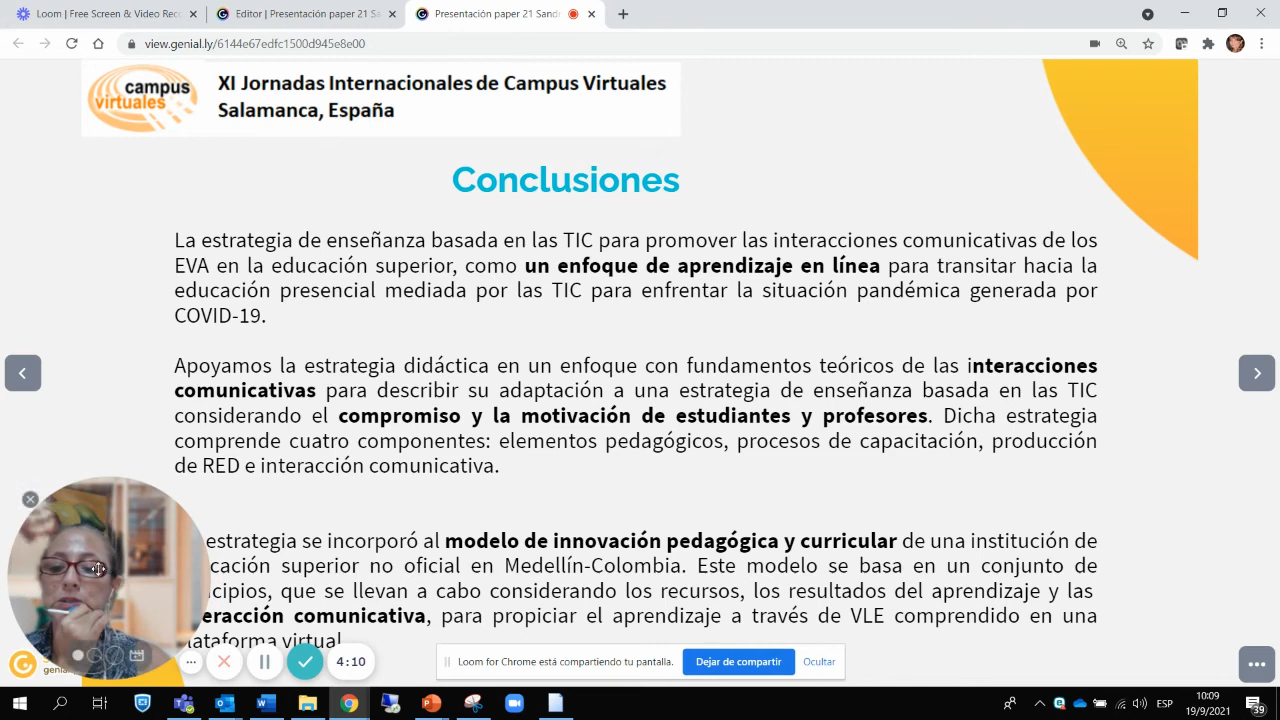 Loom | Free Screen & Video Rec
Editor | Presentación paper 21 Sa
Presentación paper 21 Sand
view.genial.ly/6144e67edfc1500d945e8e00
campus
virtuales
XI Jornadas Internacionales de Campus Virtuales
Salamanca, España
Conclusiones
La estrategia de enseñanza basada en las TIC para promover las interacciones comunicativas de los
EVA en la educación superior, como un enfoque de aprendizaje en línea para transitar hacia la
educación presencial mediada por las TIC para enfrentar la situación pandémica generada por
COVID-19.
Apoyamos la estrategia didáctica en un enfoque con fundamentos teóricos de las interacciones
comunicativas para describir su adaptación a una estrategia de enseñanza basada en las TIC
considerando el compromiso y la motivación de estudiantes y profesores. Dicha estrategia
comprende cuatro componentes: elementos pedagógicos, procesos de capacitación, producción
de RED e interacción comunicativa.
estrategia se incorporó al modelo de innovación pedagógica y curricular de una institución de
cación superior no oficial en Medellín-Colombia. Este modelo se basa en un conjunto de
cipios, que se llevan a cabo considerando los recursos, los resultados del aprendizaje y las
eracción comunicativa, para propiciar el aprendizaje a través de VLE comprendido en una
lataforma virtual
genial
4:10
Loom for Chrome está compartiendo tu pantalla.
Dejar de compartir
Ocultar
ESP
10:09
19/9/2021
39